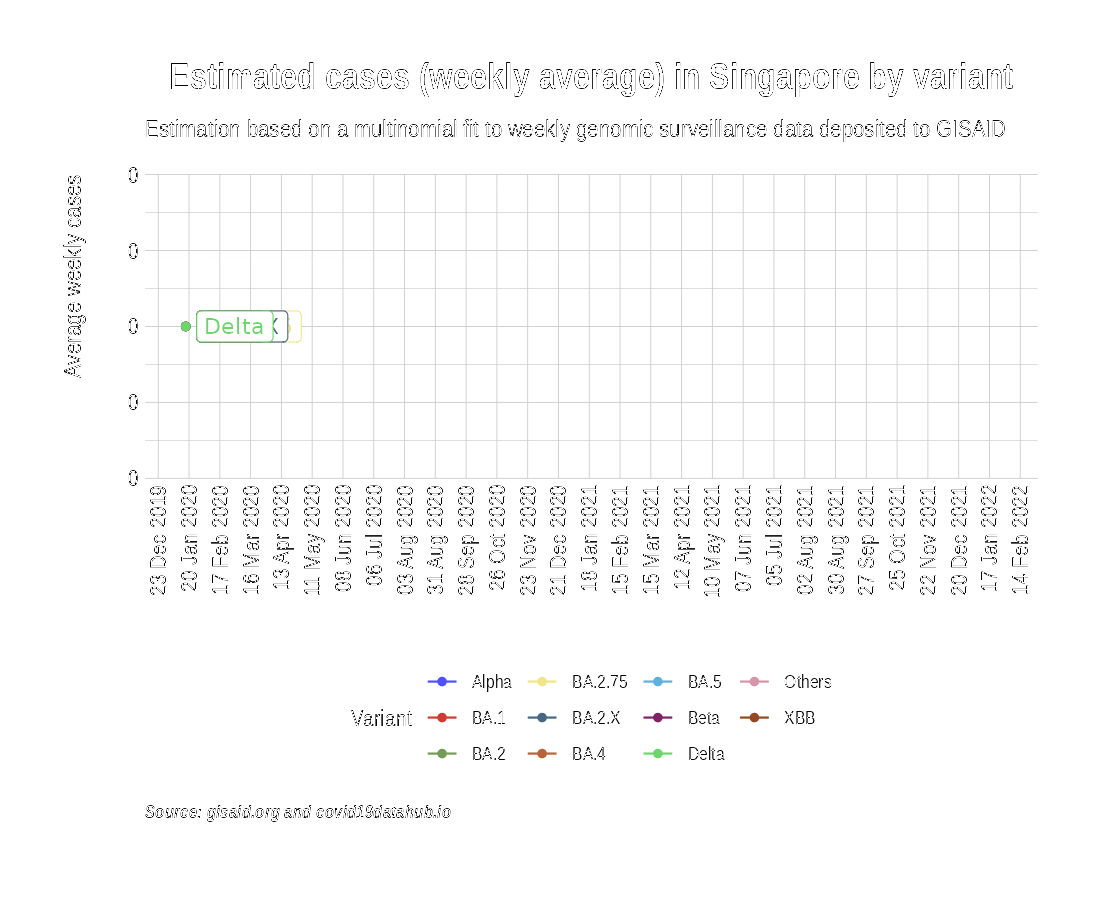 Estimated cases (weekly average) in Singapore by variant
Estimation based on a multinomial fit to weekly genomic surveillance data deposited to GISAID
Average weekly cases
0
0
0
0
0
Delta
X
23 Dec 2019
20 Jan 2020
17 Feb 2020
16 Mar 2020
13 Apr 2020
11 May 2020
08 Jun 2020
06 Jul 2020
03 Aug 2020
31 Aug 2020
28 Sep 2020
26 Oct 2020
23 Nov 2020
21 Dec 2020
18 Jan 2021
15 Feb 2021
15 Mar 2021
12 Apr 2021
10 May 2021
07 Jun 2021
05 Jul 2021
02 Aug 2021
30 Aug 2021
27 Sep 2021
25 Oct 2021
22 Nov 2021
20 Dec 2021
17 Jan 2022
14 Feb 2022
Variant
Alpha
BA.1
BA.2
BA.2.75
BA.2.X
BA.4
BA.5
Beta
Delta
Others
XBB
Source: gisaid.org and covid19datahub.io